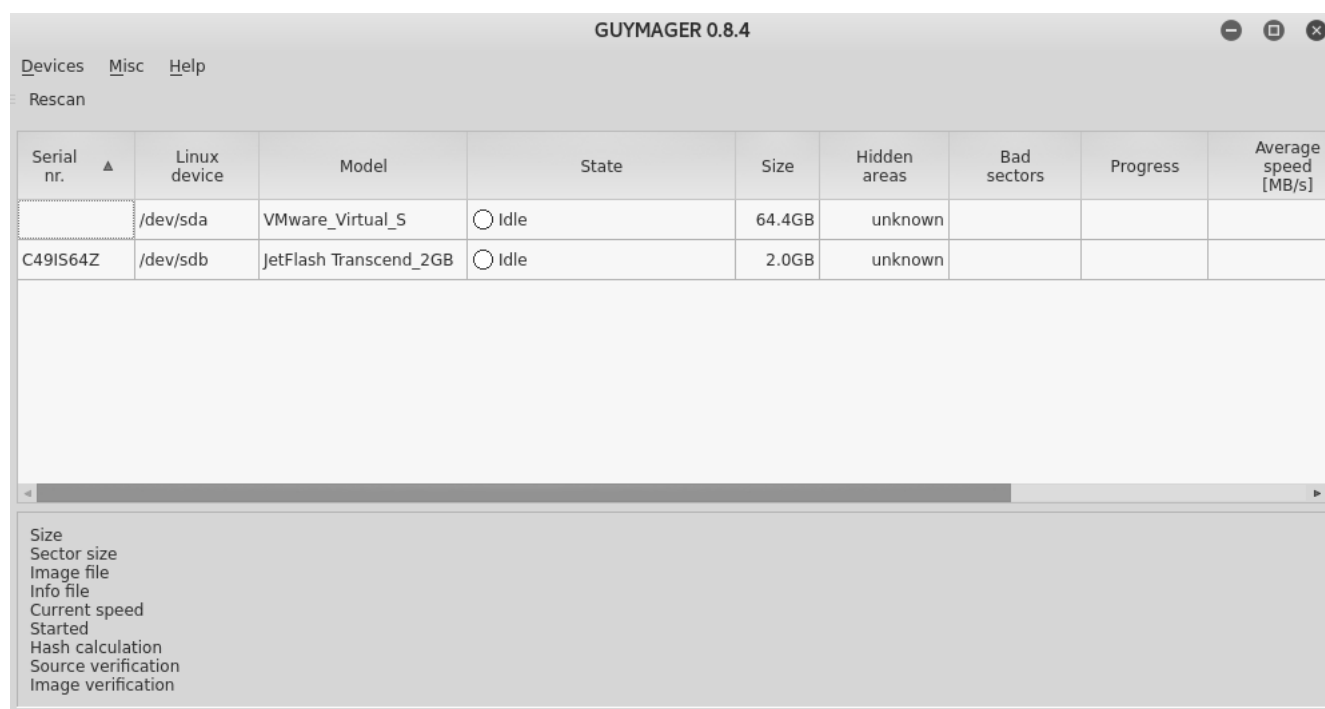 GUYMAGER 0.8.4
Devices Misc Help
Rescan
Serial nr.
Linux device
Model
State
Size
Hidden areas
Bad sectors
Progress
Average speed [MB/s]
/dev/sda VMware_Virtual_S Idle 64.4GB unknown
C49IS64Z /dev/sdb JetFlash Transcend_2GB Idle 2.0GB unknown
Size
Sector size
Image file
Info file
Current speed
Started
Hash calculation
Source verification
Image verification